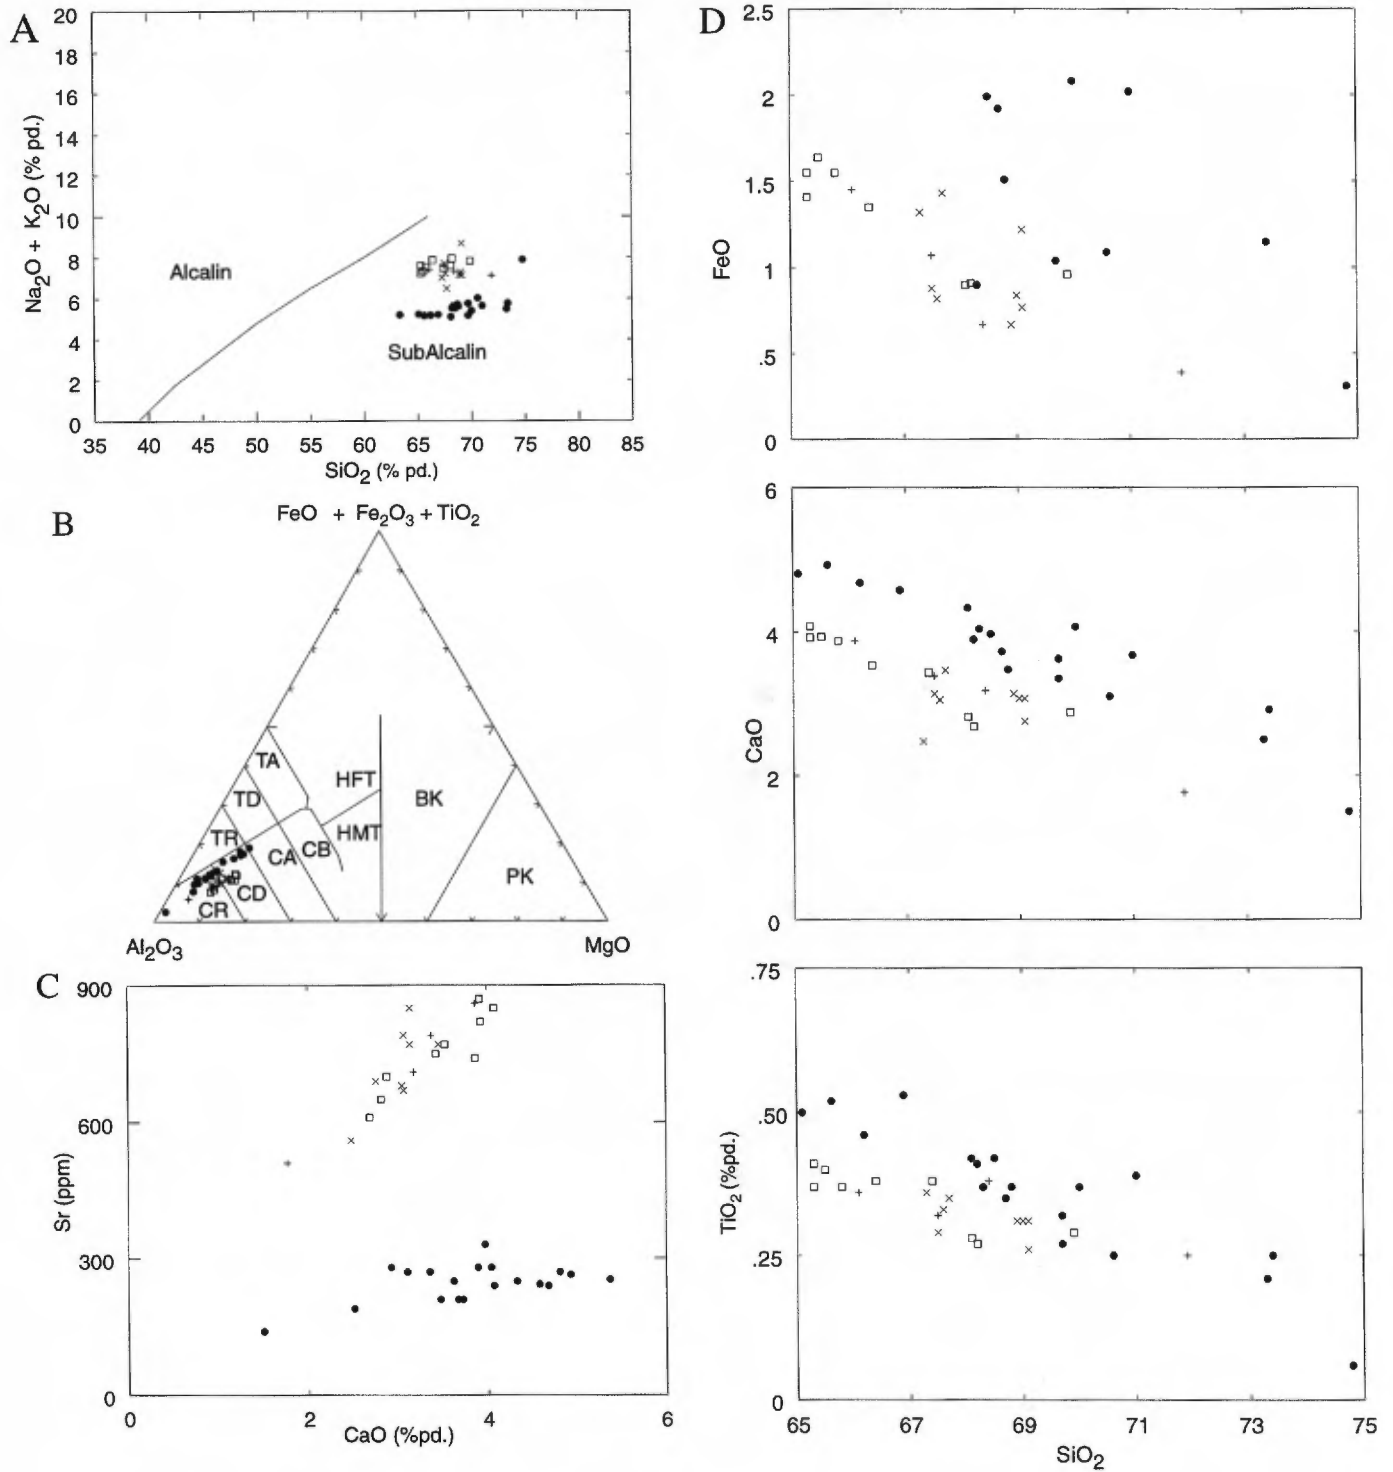 A
20
18
16
14
12
10
8
6
4
2
0
Na2O + K2O (% pd.)
Alcalin
SubAlcalin
35 40 45 50 55 60 65 70 75 80 85
SiO2 (% pd.)
B
FeO + Fe2O3 + TiO2
TA
HFT
TD
BK
TR
HMT
CA
CB
PK
CD
CR
Al2O3
MgO
C
900
600
300
0
Sr (ppm)
0 2 4 6
CaO (%pd.)
D
2.5
2
1.5
1
.5
0
FeO
6
4
2
0
CaO
.75
.50
.25
0
TiO2 (%pd.)
65 67 69 71 73 75
SiO2